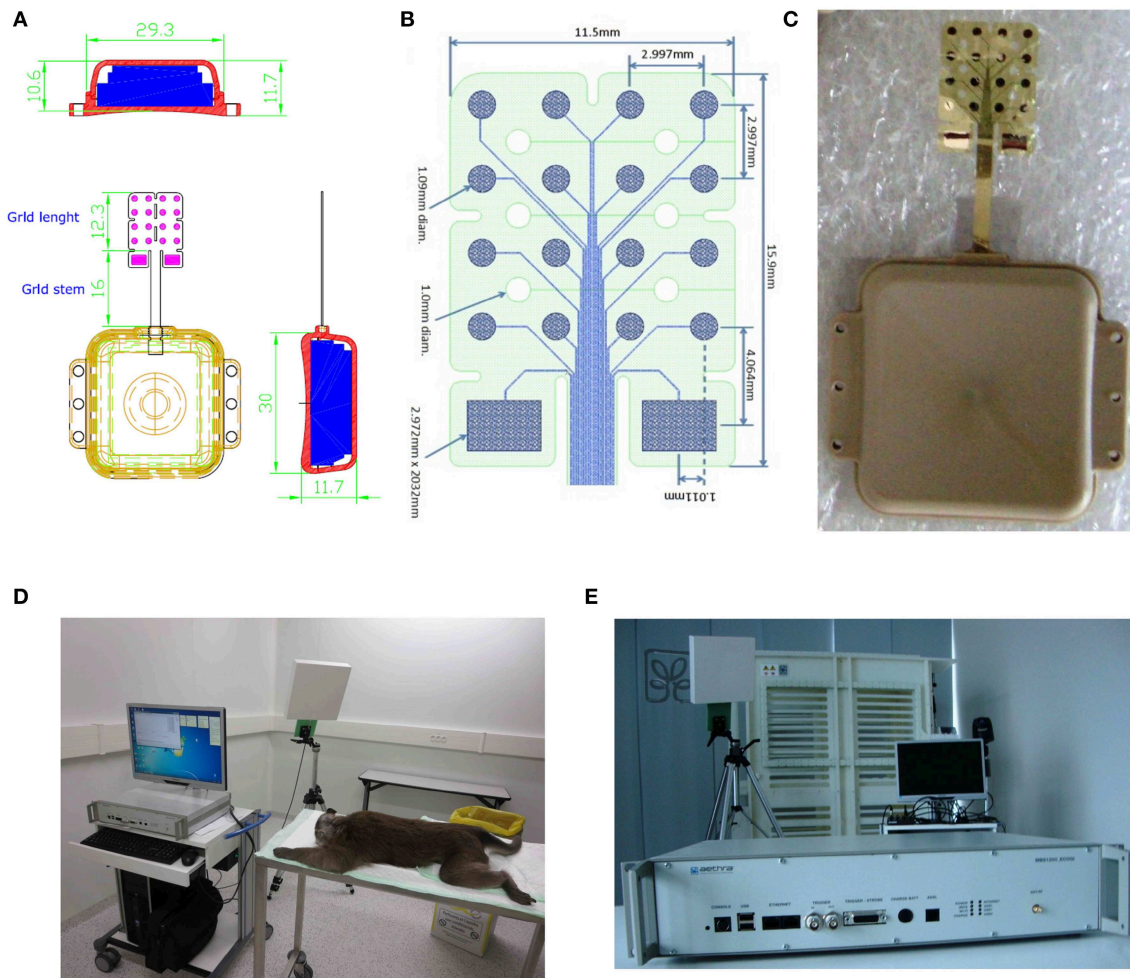 A
29.3
10.6
11.7
Grid lenght
12.3
Grid stem
16
30
11.7
B
11.5mm
2.997mm
2.997mm
1.09mm diam.
15.9mm
1.0mm diam.
4.064mm
2.972mm x 2032mm
1.011mm
C
D
E
aethra
CONSOLE
USB
ETHERNET
TRIGGER
TRIGGER - STROBE
CHARGE BATT